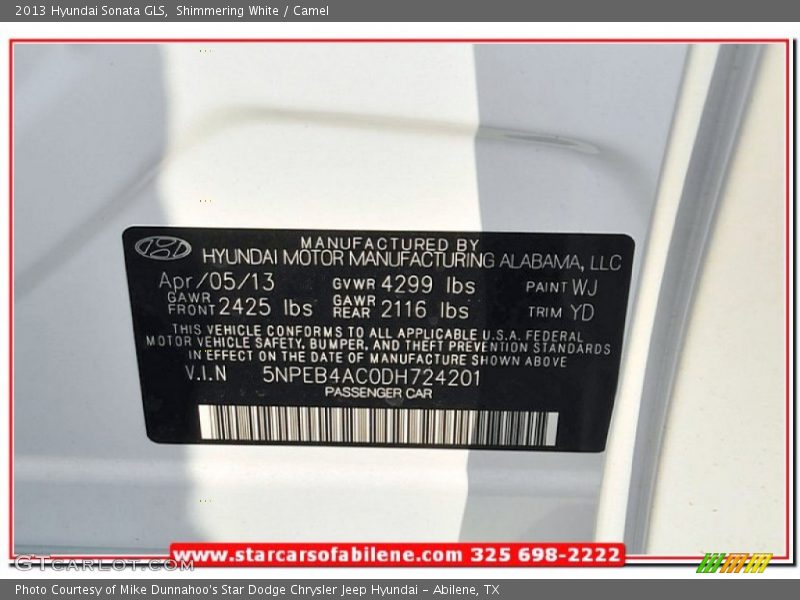 2013 Hyundai Sonata GLS, Shimmering White / Camel
MANUFACTURED BY
HYUNDAI MOTOR MANUFACTURING ALABAMA, LLC
Apr/05/13 GVWR 4299 lbs PAINT WJ
GAWR FRONT 2425 lbs GAWR REAR 2116 lbs TRIM YD
THIS VEHICLE CONFORMS TO ALL APPLICABLE U.S.A. FEDERAL
MOTOR VEHICLE SAFETY, BUMPER, AND THEFT PREVENTION STANDARDS
IN EFFECT ON THE DATE OF MANUFACTURE SHOWN ABOVE
V.I.N 5NPEB4AC0DH724201
PASSENGER CAR
www.starcarsofabilene.com 325 698-2222
GTcarlot.com
Photo Courtesy of Mike Dunnahoo's Star Dodge Chrysler Jeep Hyundai – Abilene, TX